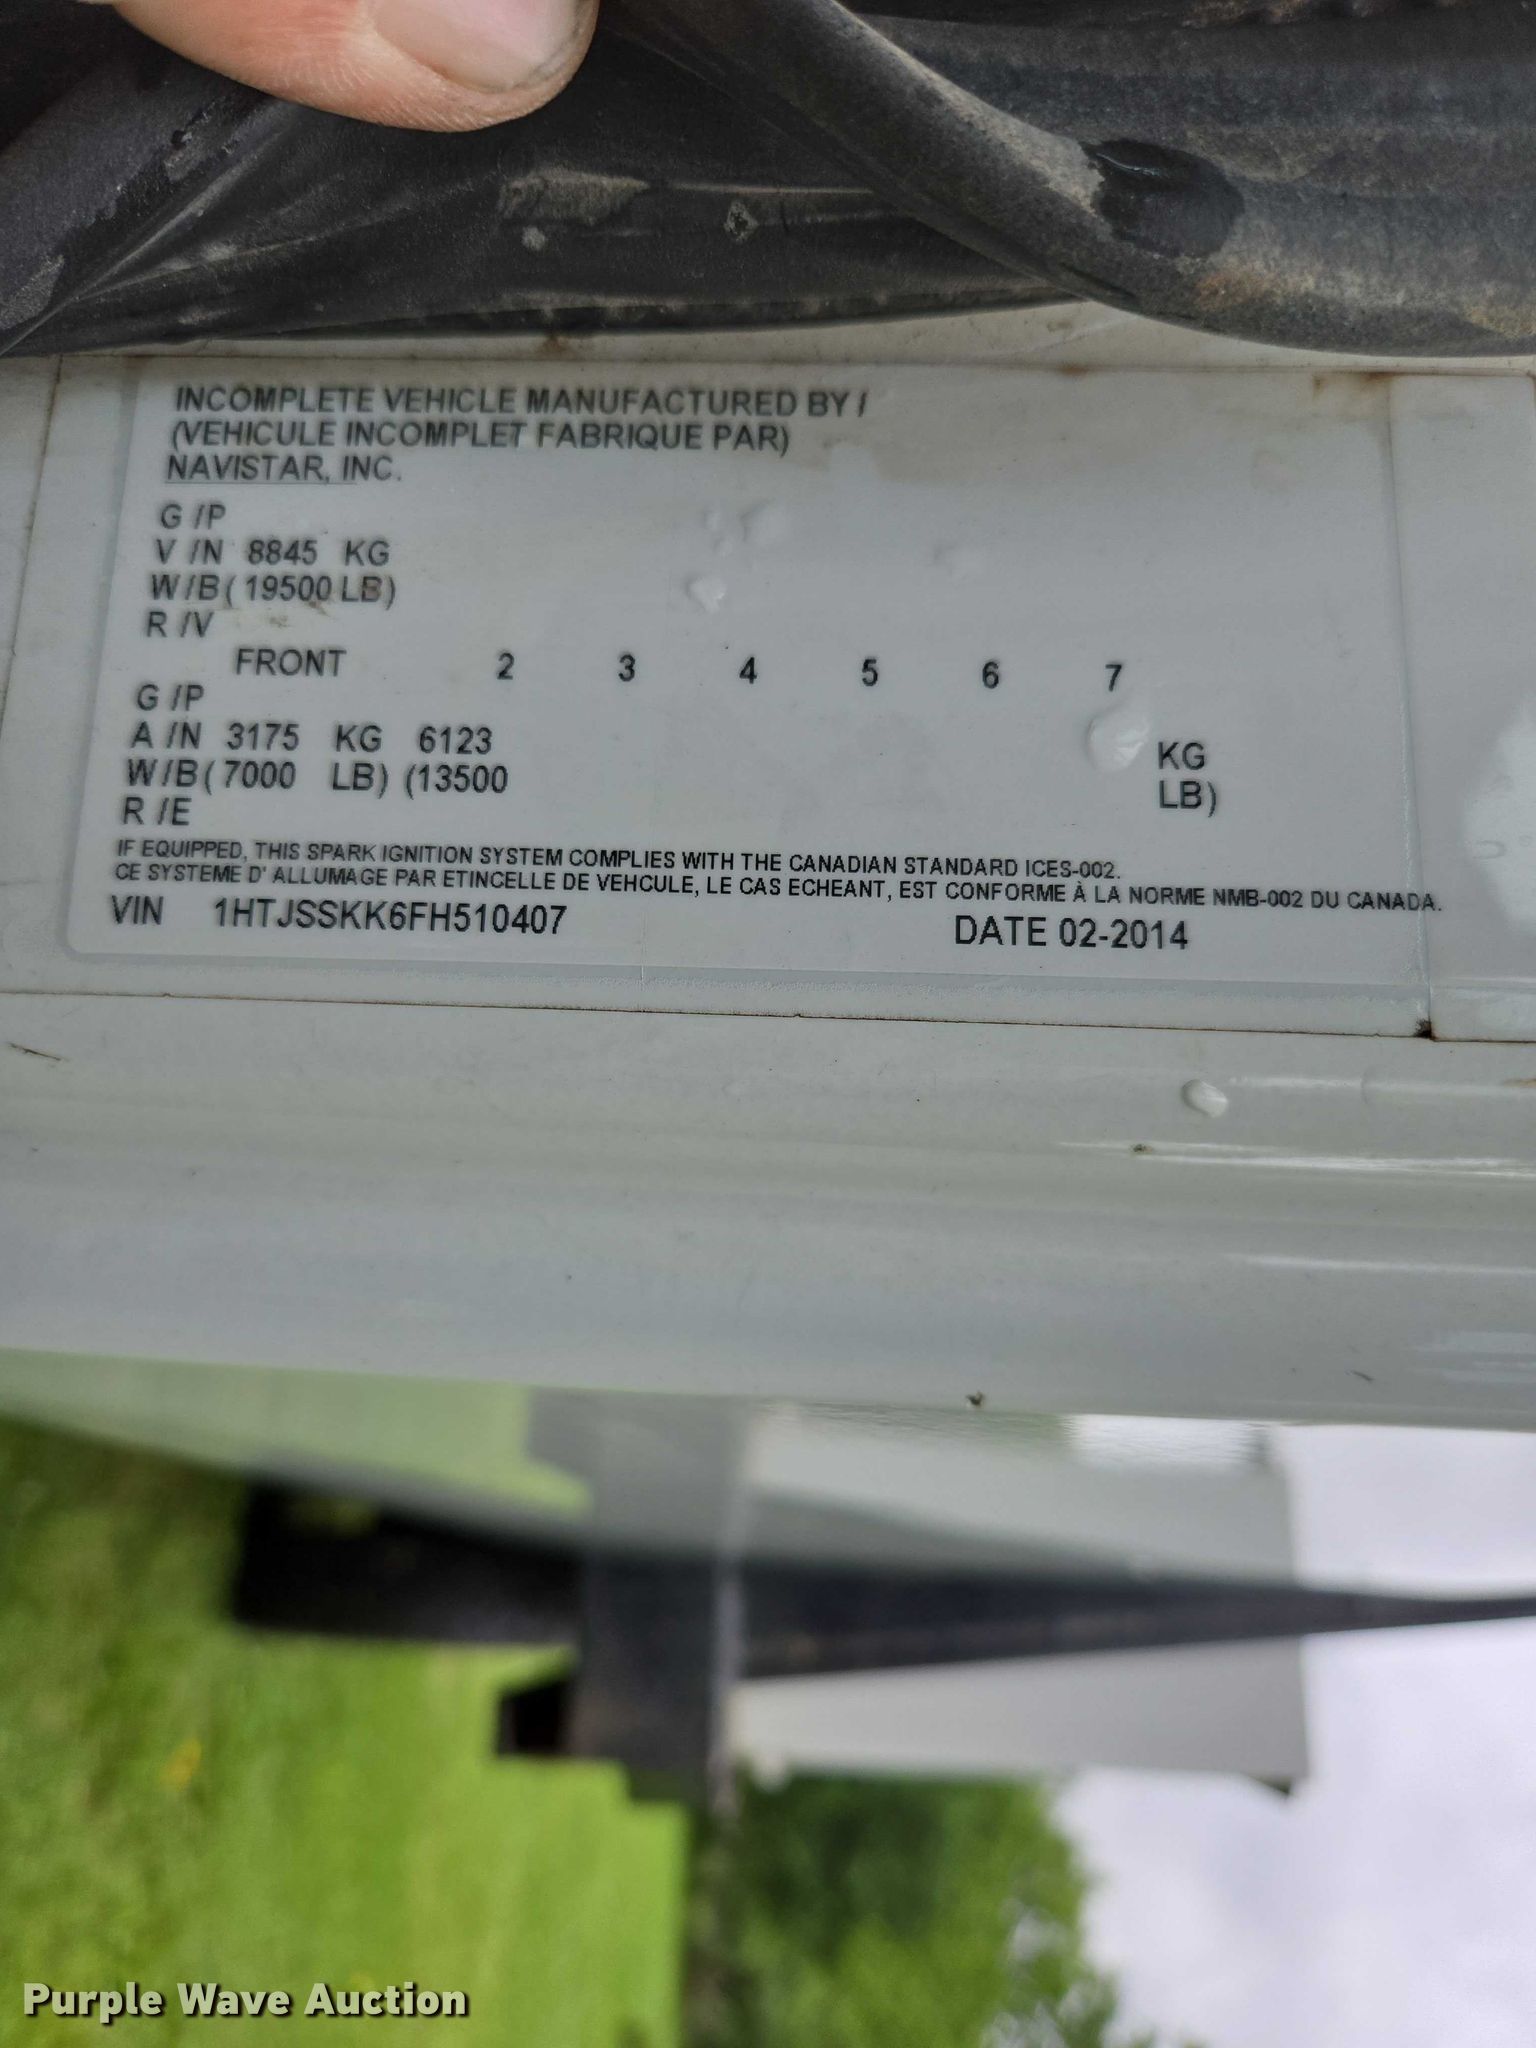 INCOMPLETE VEHICLE MANUFACTURED BY /
(VEHICULE INCOMPLET FABRIQUE PAR)
NAVISTAR, INC.
G /P
V /N 8845 KG
W/B ( 19500 LB)
R /V
FRONT 2 3 4 5 6 7
G /P
A /N 3175 KG 6123 KG
W/B ( 7000 LB) (13500 LB)
R /E
IF EQUIPPED, THIS SPARK IGNITION SYSTEM COMPLIES WITH THE CANADIAN STANDARD ICES-002.
CE SYSTEME D' ALLUMAGE PAR ETINCELLE DE VEHCULE, LE CAS ECHEANT, EST CONFORME À LA NORME NMB-002 DU CANADA.
VIN 1HTJSSKK6FH510407 DATE 02-2014
Purple Wave Auction